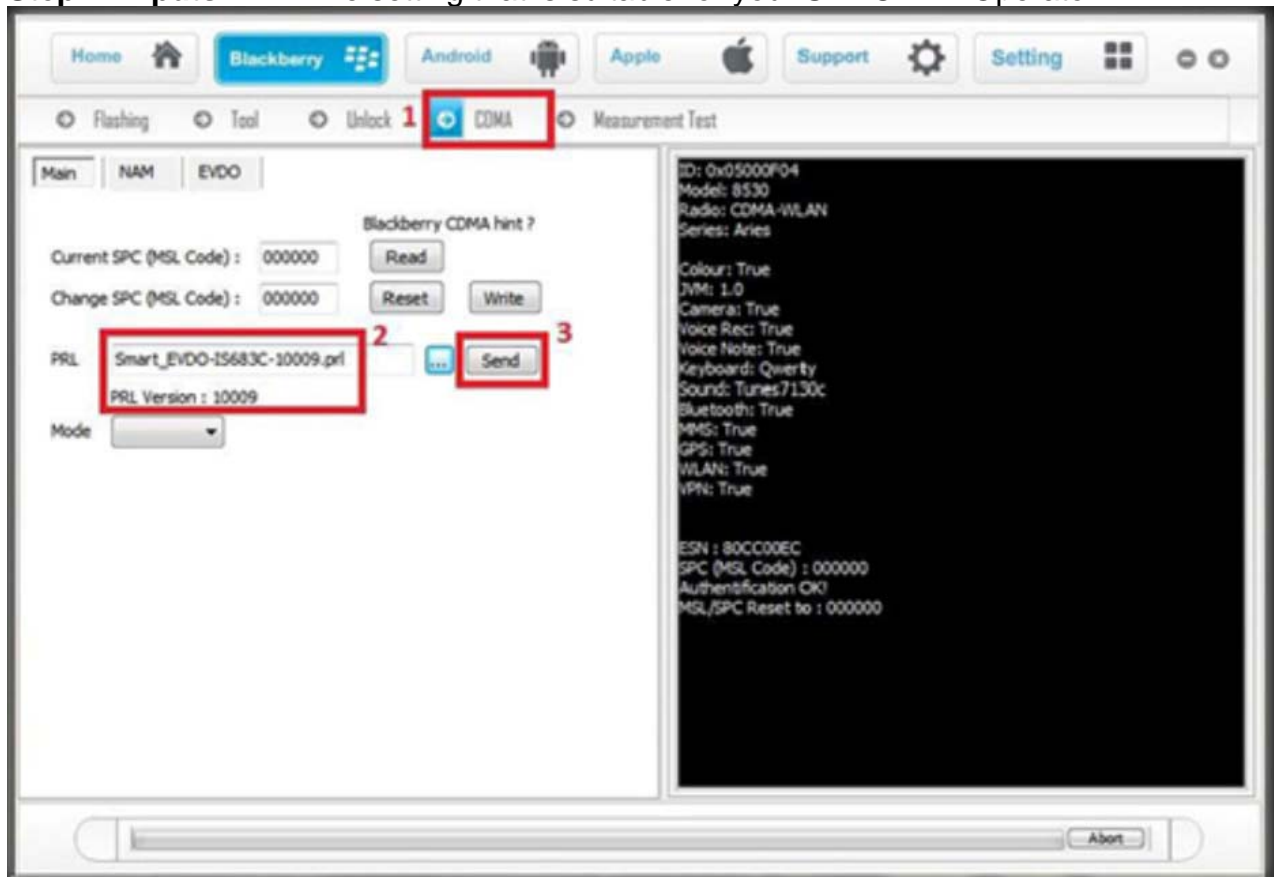 Home Blackberry Android Apple Support Setting
Flashing Tool Unlock 1 CDMA Measurement Test
Main NAM EVDO
Blackberry CDMA hint ?
Current SPC (MSL Code) : 000000 Read
Change SPC (MSL Code) : 000000 Reset Write
2 3
PRL Smart_EVDO-IS683C-10009.prl ... Send
PRL Version : 10009
Mode
ID: 0x05000F04
Model: 8530
Radio: CDMA-WLAN
Series: Aries
Colour: True
JVM: 1.0
Camera: True
Voice Rec: True
Voice Note: True
Keyboard: Qwerty
Sound: Tunes7130c
Bluetooth: True
MMS: True
GPS: True
WLAN: True
VPN: True
ESN : 80CC00EC
SPC (MSL Code) : 000000
Authentification OK!
MSL/SPC Reset to : 000000
Abort